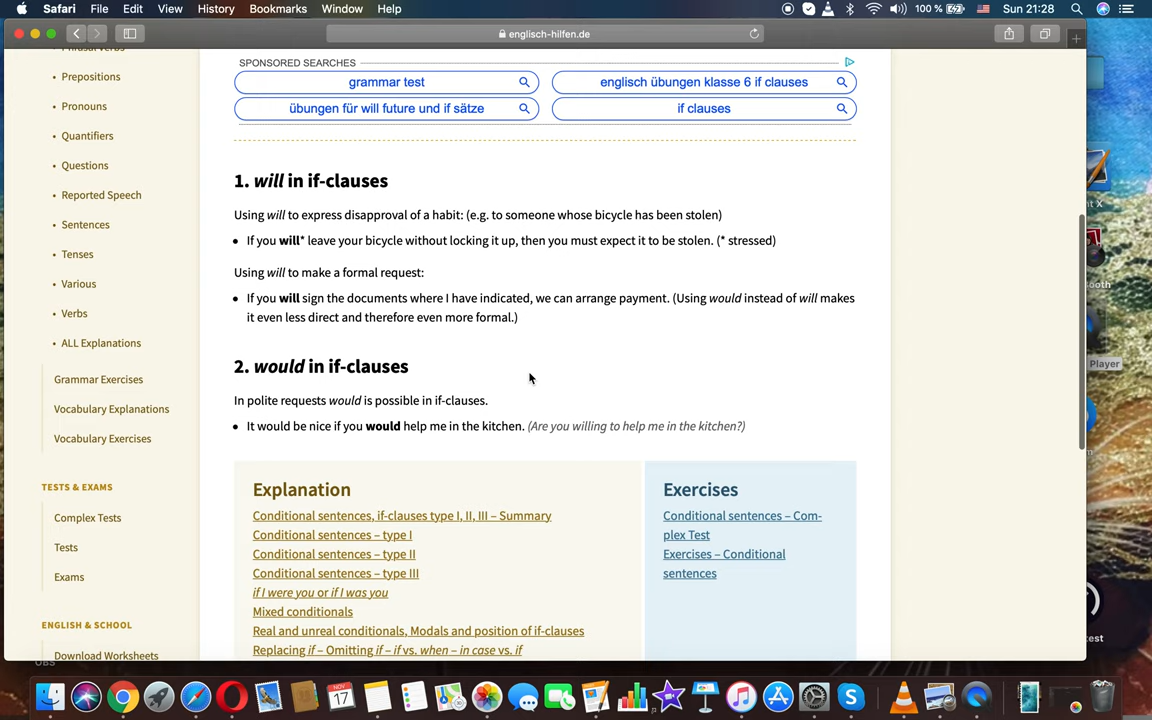 Safari File Edit View History Bookmarks Window Help 100 % Sun 21:28
englisch-hilfen.de
Prepositions
Pronouns
Quantifiers
Questions
Reported Speech
Sentences
Tenses
Various
Verbs
ALL Explanations
Grammar Exercises
Vocabulary Explanations
Vocabulary Exercises
TESTS & EXAMS
Complex Tests
Tests
Exams
ENGLISH & SCHOOL
Download Worksheets
SPONSORED SEARCHES
grammar test
englisch übungen klasse 6 if clauses
übungen für will future und if sätze
if clauses
1. will in if-clauses
Using will to express disapproval of a habit: (e.g. to someone whose bicycle has been stolen)
• If you will* leave your bicycle without locking it up, then you must expect it to be stolen. (* stressed)
Using will to make a formal request:
• If you will sign the documents where I have indicated, we can arrange payment. (Using would instead of will makes
it even less direct and therefore even more formal.)
2. would in if-clauses
In polite requests would is possible in if-clauses.
• It would be nice if you would help me in the kitchen. (Are you willing to help me in the kitchen?)
Explanation
Conditional sentences, if-clauses type I, II, III – Summary
Conditional sentences – type I
Conditional sentences – type II
Conditional sentences – type III
if I were you or if I was you
Mixed conditionals
Real and unreal conditionals, Modals and position of if-clauses
Replacing if – Omitting if – if vs. when – in case vs. if
Exercises
Conditional sentences – Com-
plex Test
Exercises – Conditional
sentences
Player
OBS
NOV
17